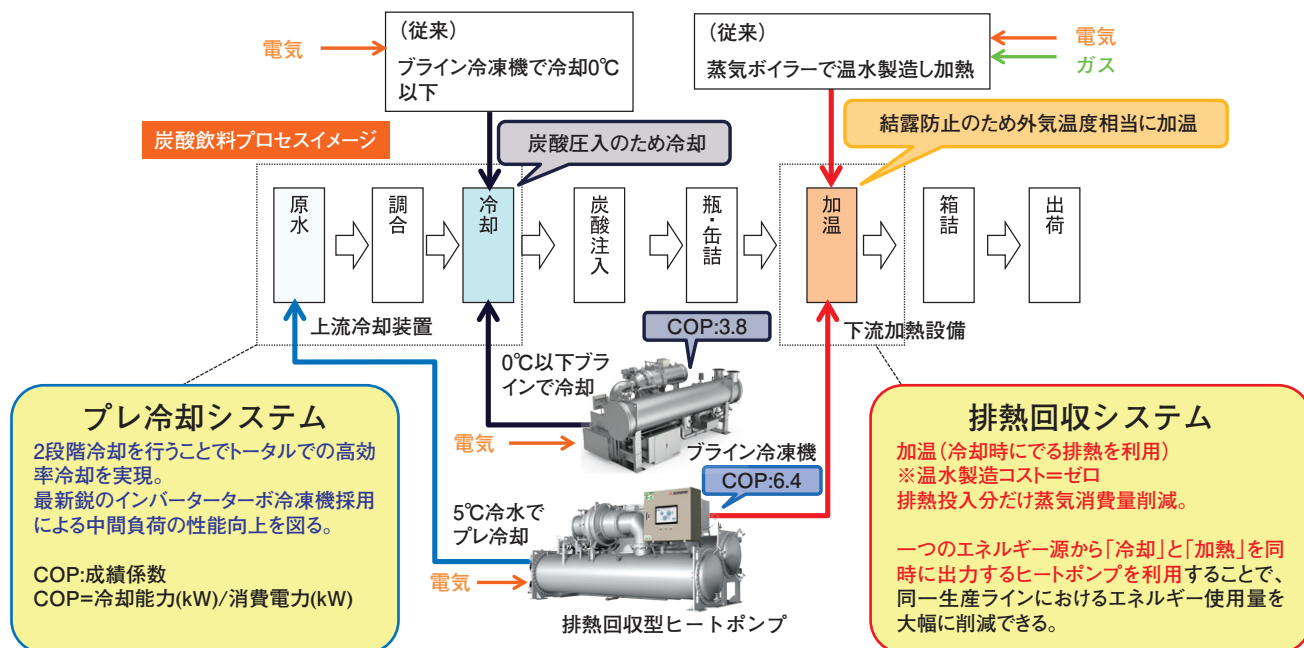 (従来)
ブライン冷凍機で冷却0℃
以下
電気
(従来)
蒸気ボイラーで温水製造し加熱
電気
ガス
炭酸飲料プロセスイメージ
炭酸圧入のため冷却
結露防止のため外気温度相当に加温
原水
調合
冷却
炭酸注入
瓶・缶詰
加温
箱詰
出荷
上流冷却装置
下流加熱設備
COP:3.8
0℃以下ブラ
インで冷却
電気
ブライン冷凍機
COP:6.4
5℃冷水で
プレ冷却
電気
排熱回収型ヒートポンプ
プレ冷却システム
2段階冷却を行うことでトータルでの高効
率冷却を実現。
最新鋭のインバーターターボ冷凍機採用
による中間負荷の性能向上を図る。
COP:成績係数
COP=冷却能力(kW)/消費電力(kW)
排熱回収システム
加温(冷却時にでる排熱を利用)
※温水製造コスト=ゼロ
排熱投入分だけ蒸気消費量削減。
一つのエネルギー源から「冷却」と「加熱」を同
時に出力するヒートポンプを利用することで、
同一生産ラインにおけるエネルギー使用量を
大幅に削減できる。